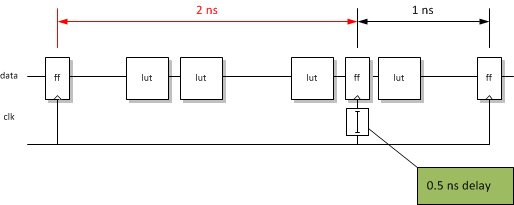 2 ns
1 ns
data
ff
lut
lut
lut
ff
lut
ff
clk
0.5 ns delay